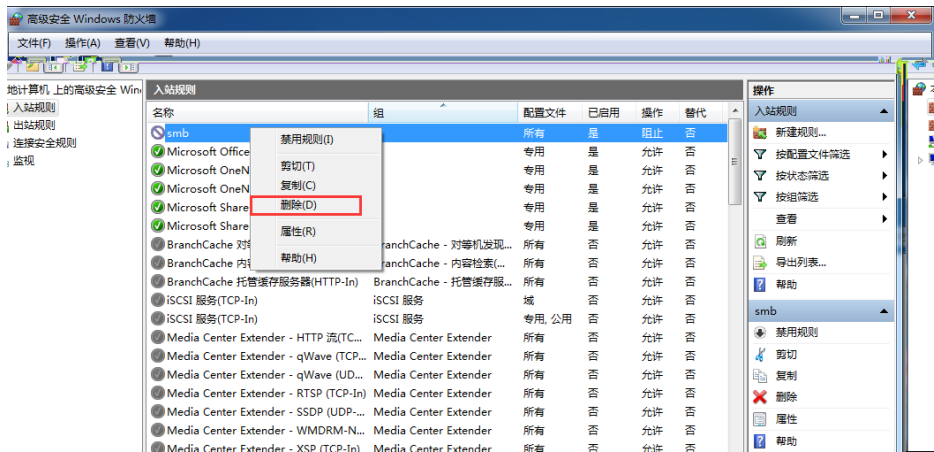 高级安全 Windows 防火墙
文件(F) 操作(A) 查看(V) 帮助(H)
地计算机 上的高级安全 Win
入站规则
出站规则
连接安全规则
监视
入站规则
名称 组 配置文件 已启用 操作 替代
smb 所有 是 阻止 否
Microsoft Office 专用 是 允许 否
Microsoft OneN 专用 是 允许 否
Microsoft OneN 专用 是 允许 否
Microsoft Share 专用 是 允许 否
Microsoft Share 专用 是 允许 否
BranchCache 对等 ranchCache - 对等机发现... 所有 否 允许 否
BranchCache 内 ranchCache - 内容检索(... 所有 否 允许 否
BranchCache 托管缓存服务器(HTTP-In) BranchCache - 托管缓存服... 所有 否 允许 否
iSCSI 服务(TCP-In) iSCSI 服务 域 否 允许 否
iSCSI 服务(TCP-In) iSCSI 服务 专用, 公用 否 允许 否
Media Center Extender - HTTP 流(TC... Media Center Extender 所有 否 允许 否
Media Center Extender - qWave (TCP... Media Center Extender 所有 否 允许 否
Media Center Extender - qWave (UD... Media Center Extender 所有 否 允许 否
Media Center Extender - RTSP (TCP-In) Media Center Extender 所有 否 允许 否
Media Center Extender - SSDP (UDP-... Media Center Extender 所有 否 允许 否
Media Center Extender - WMDRM-N... Media Center Extender 所有 否 允许 否
Media Center Extender - XSP (TCP-In) Media Center Extender 所有 否 允许 否
禁用规则(I)
剪切(T)
复制(C)
删除(D)
属性(R)
帮助(H)
操作
入站规则
新建规则...
按配置文件筛选
按状态筛选
按组筛选
查看
刷新
导出列表...
帮助
smb
禁用规则
剪切
复制
删除
属性
帮助